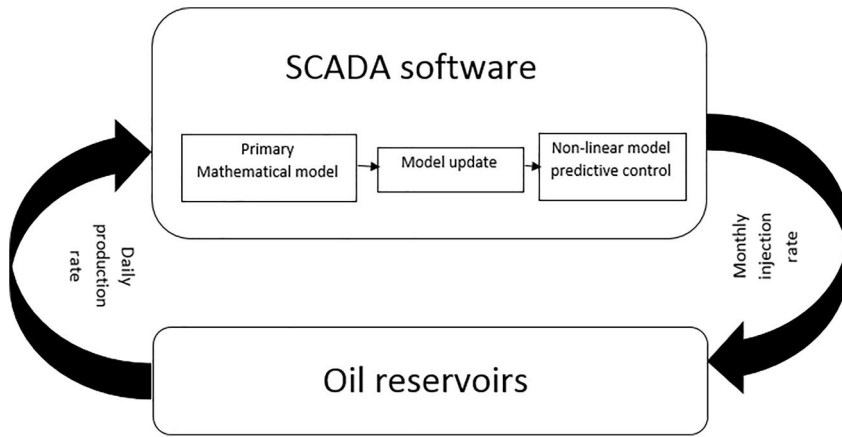 SCADA software
Primary
Mathematical model
Model update
Non-linear model
predictive control
Daily
production
rate
Monthly
injection
rate
Oil reservoirs